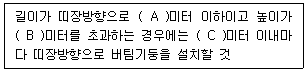 길이가 띠장방향으로 ( A )미터 이하이고 높이가
( B )미터를 초과하는 경우에는 ( C )미터 이내마
다 띠장방향으로 버팀기둥을 설치할 것